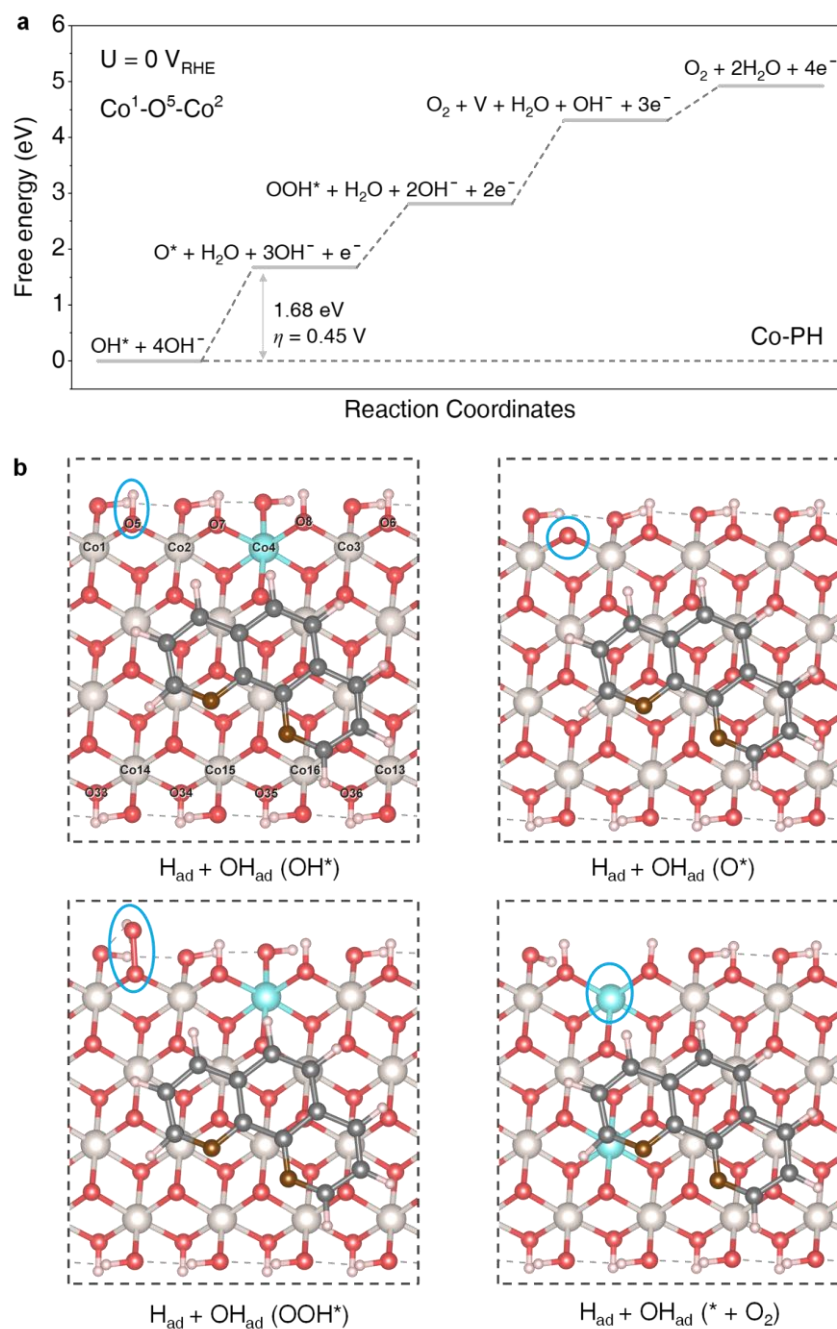 a
6
5
4
3
2
1
0
Free energy (eV)
U = 0 V_RHE
Co¹-O⁵-Co²
O₂ + 2H₂O + 4e⁻
O₂ + V + H₂O + OH⁻ + 3e⁻
OOH* + H₂O + 2OH⁻ + 2e⁻
O* + H₂O + 3OH⁻ + e⁻
1.68 eV
η = 0.45 V
OH* + 4OH⁻
Co-PH
Reaction Coordinates
b
O5 O7 O8 O6
Co1 Co2 Co4 Co3
Co14 Co15 Co16 Co13
O33 O34 O35 O36
H_ad + OH_ad (OH*)
H_ad + OH_ad (O*)
H_ad + OH_ad (OOH*)
H_ad + OH_ad (* + O₂)